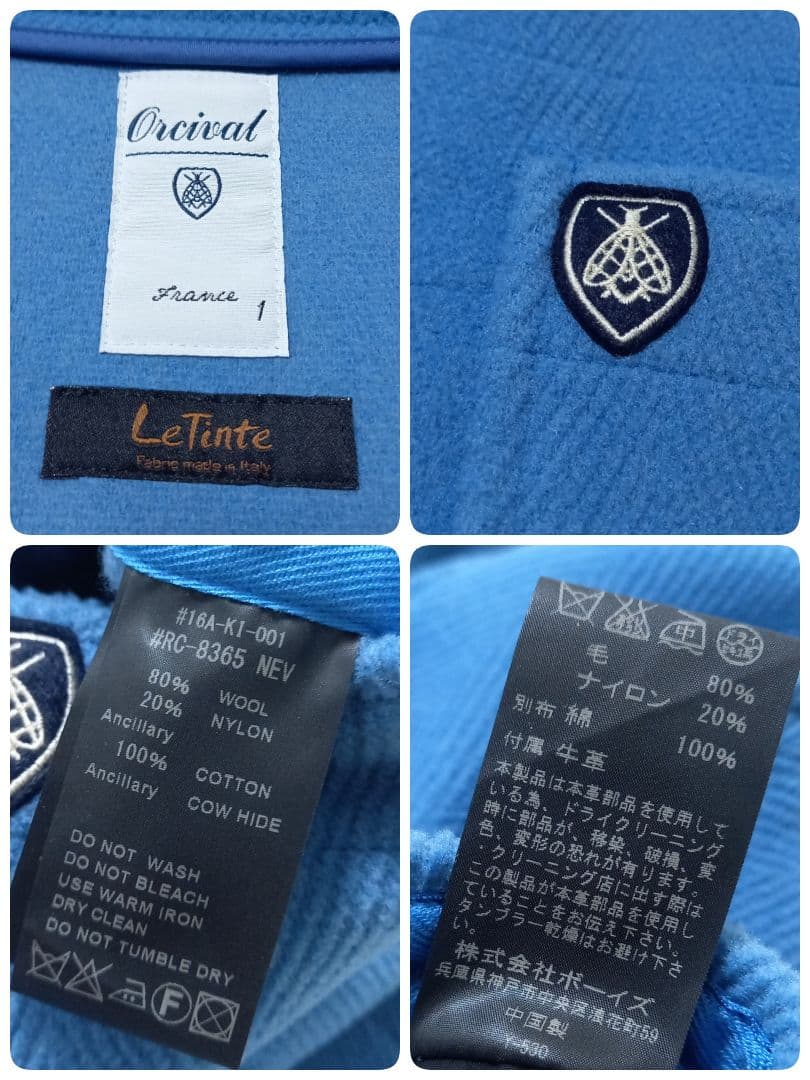 Orcival
France
1
LeTinte
Fabric made in Italy
#16A-KI-001
#RC-8365 NEV
80% WOOL
20% NYLON
Ancillary
100% COTTON
Ancillary COW HIDE
DO NOT WASH
DO NOT BLEACH
USE WARM IRON
DRY CLEAN
DO NOT TUMBLE DRY
F
中
ドライ
毛 80%
ナイロン 20%
別布 綿 100%
付属 牛革
本製品は本革部品を使用して
いる為、ドライクリーニング
時に部品が、移染、破損、変
色、変形の恐れが有ります。
・クリーニング店に出す際は
この製品が本革部品を使用し
ていることをお伝え下さい。
タンブラー乾燥はお避け下さ
い。
株式会社ボーイズ
兵庫県神戸市中央区浪花町59
中国製
Y-530